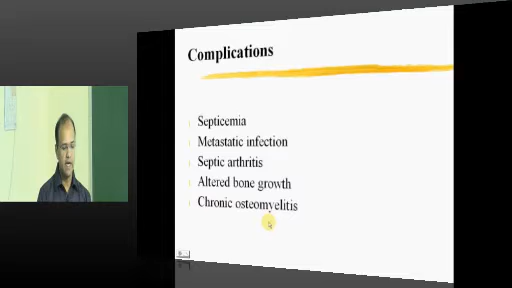 Complications
Septicemia
Metastatic infection
Septic arthritis
Altered bone growth
Chronic osteomyelitis